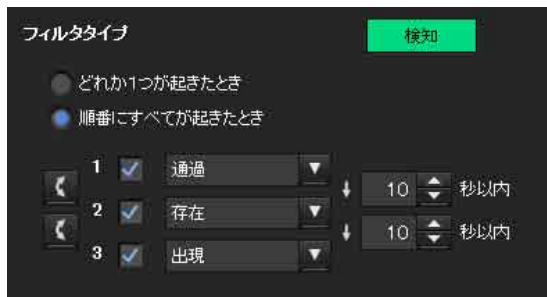 フィルタタイプ 検知
どれか1つが起きたとき
順番にすべてが起きたとき
1 通過
↓ 10 秒以内
2 存在
↓ 10 秒以内
3 出現